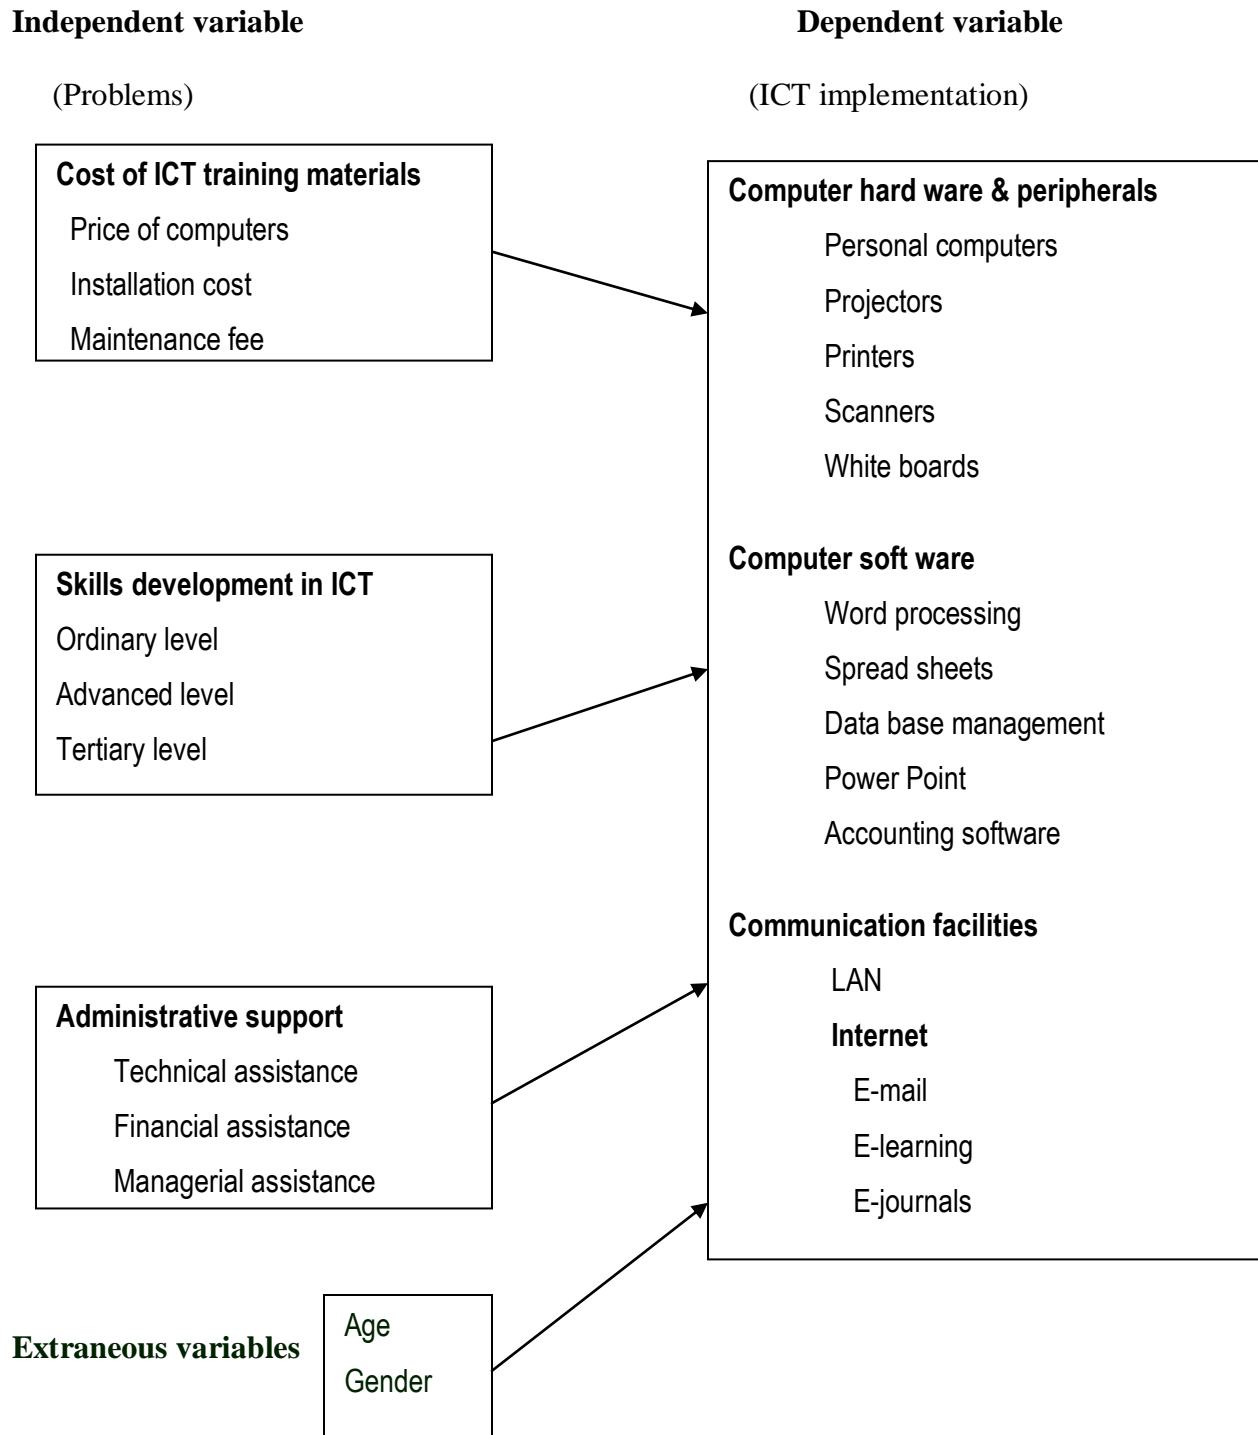 Independent variable
(Problems)
Cost of ICT training materials
Price of computers
Installation cost
Maintenance fee
Skills development in ICT
Ordinary level
Advanced level
Tertiary level
Administrative support
Technical assistance
Financial assistance
Managerial assistance
Extraneous variables
Age
Gender
Dependent variable
(ICT implementation)
Computer hard ware & peripherals
Personal computers
Projectors
Printers
Scanners
White boards
Computer soft ware
Word processing
Spread sheets
Data base management
Power Point
Accounting software
Communication facilities
LAN
Internet
E-mail
E-learning
E-journals